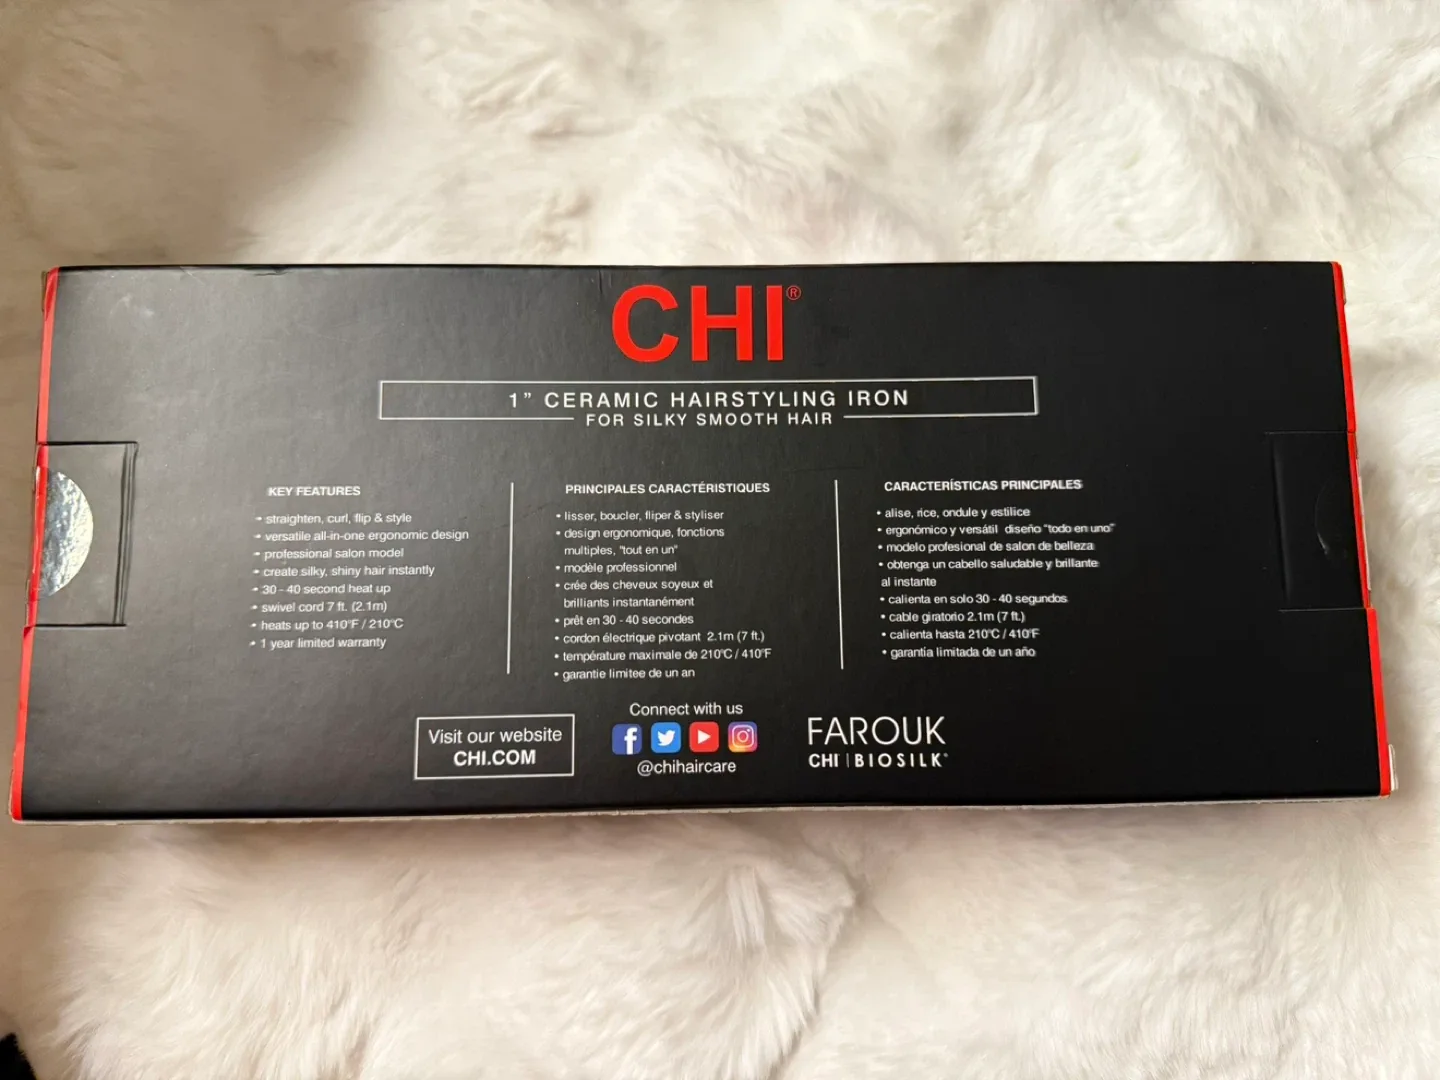 CHI®
1” CERAMIC HAIRSTYLING IRON
FOR SILKY SMOOTH HAIR
KEY FEATURES
• straighten, curl, flip & style
• versatile all-in-one ergonomic design
• professional salon model
• create silky, shiny hair instantly
• 30 - 40 second heat up
• swivel cord 7 ft. (2.1m)
• heats up to 410°F / 210°C
• 1 year limited warranty
PRINCIPALES CARACTÉRISTIQUES
• lisser, boucler, fliper & styliser
• design ergonomique, fonctions
multiples, "tout en un"
• modèle professionnel
• crée des cheveux soyeux et
brilliants instantanément
• prêt en 30 - 40 secondes
• cordon électrique pivotant 2.1m (7 ft.)
• température maximale de 210°C / 410°F
• garantie limitee de un an
CARACTERÍSTICAS PRINCIPALES
• alise, rice, ondule y estilice
• ergonómico y versátil diseño "todo en uno"
• modelo profesional de salon de belleza
• obtenga un cabello saludable y brillante
al instante
• calienta en solo 30 - 40 segundos
• cable giratorio 2.1m (7 ft.)
• calienta hasta 210°C / 410°F
• garantía limitada de un año
Visit our website
CHI.COM
Connect with us
@chihaircare
FAROUK
CHI | BIOSILK®